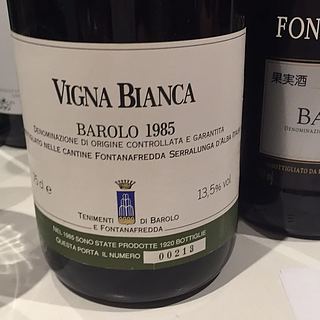 VIGNA BIANCA
BAROLO 1985
DENOMINAZIONE DI ORIGINE CONTROLLATA E GARANTITA
NELLE CANTINE FONTANAFREDDA SERRALUNGA D'ALBA
13,5% vol
TENIMENTI DI BAROLO
E FONTANAFREDDA
NEL 1985 SONO STATE PRODOTTE 1920 BOTTIGLIE
QUESTA PORTA IL NUMERO 00213
FON
果実酒
BA